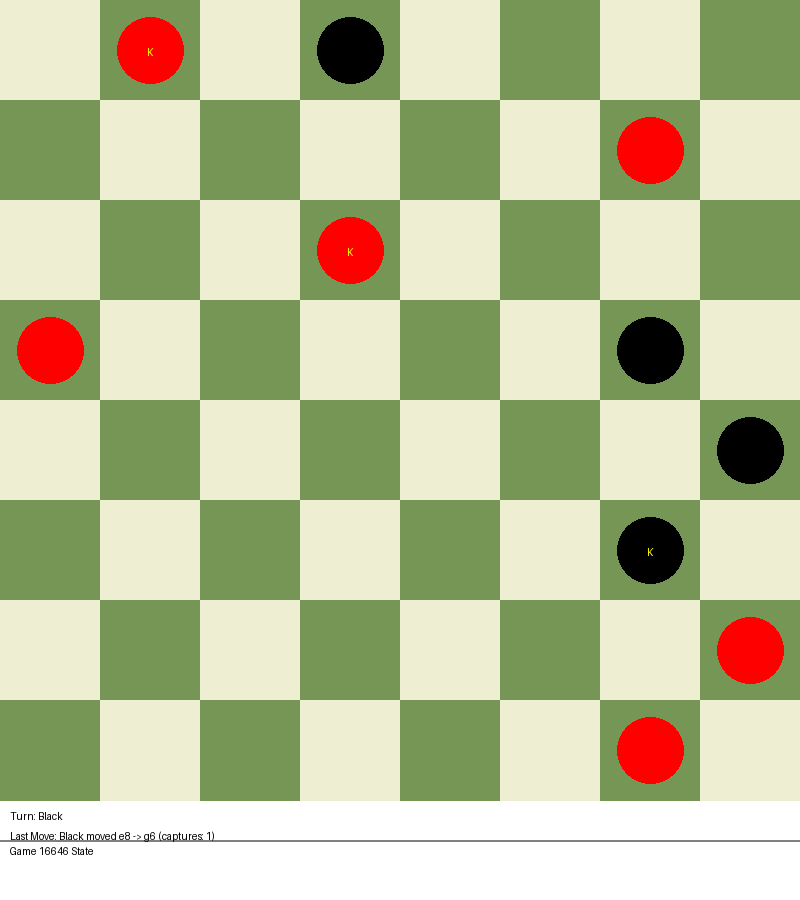 K
K
K
Turn: Black
Last Move: Black moved e8 -> g6 (captures: 1)
Game 16646 State